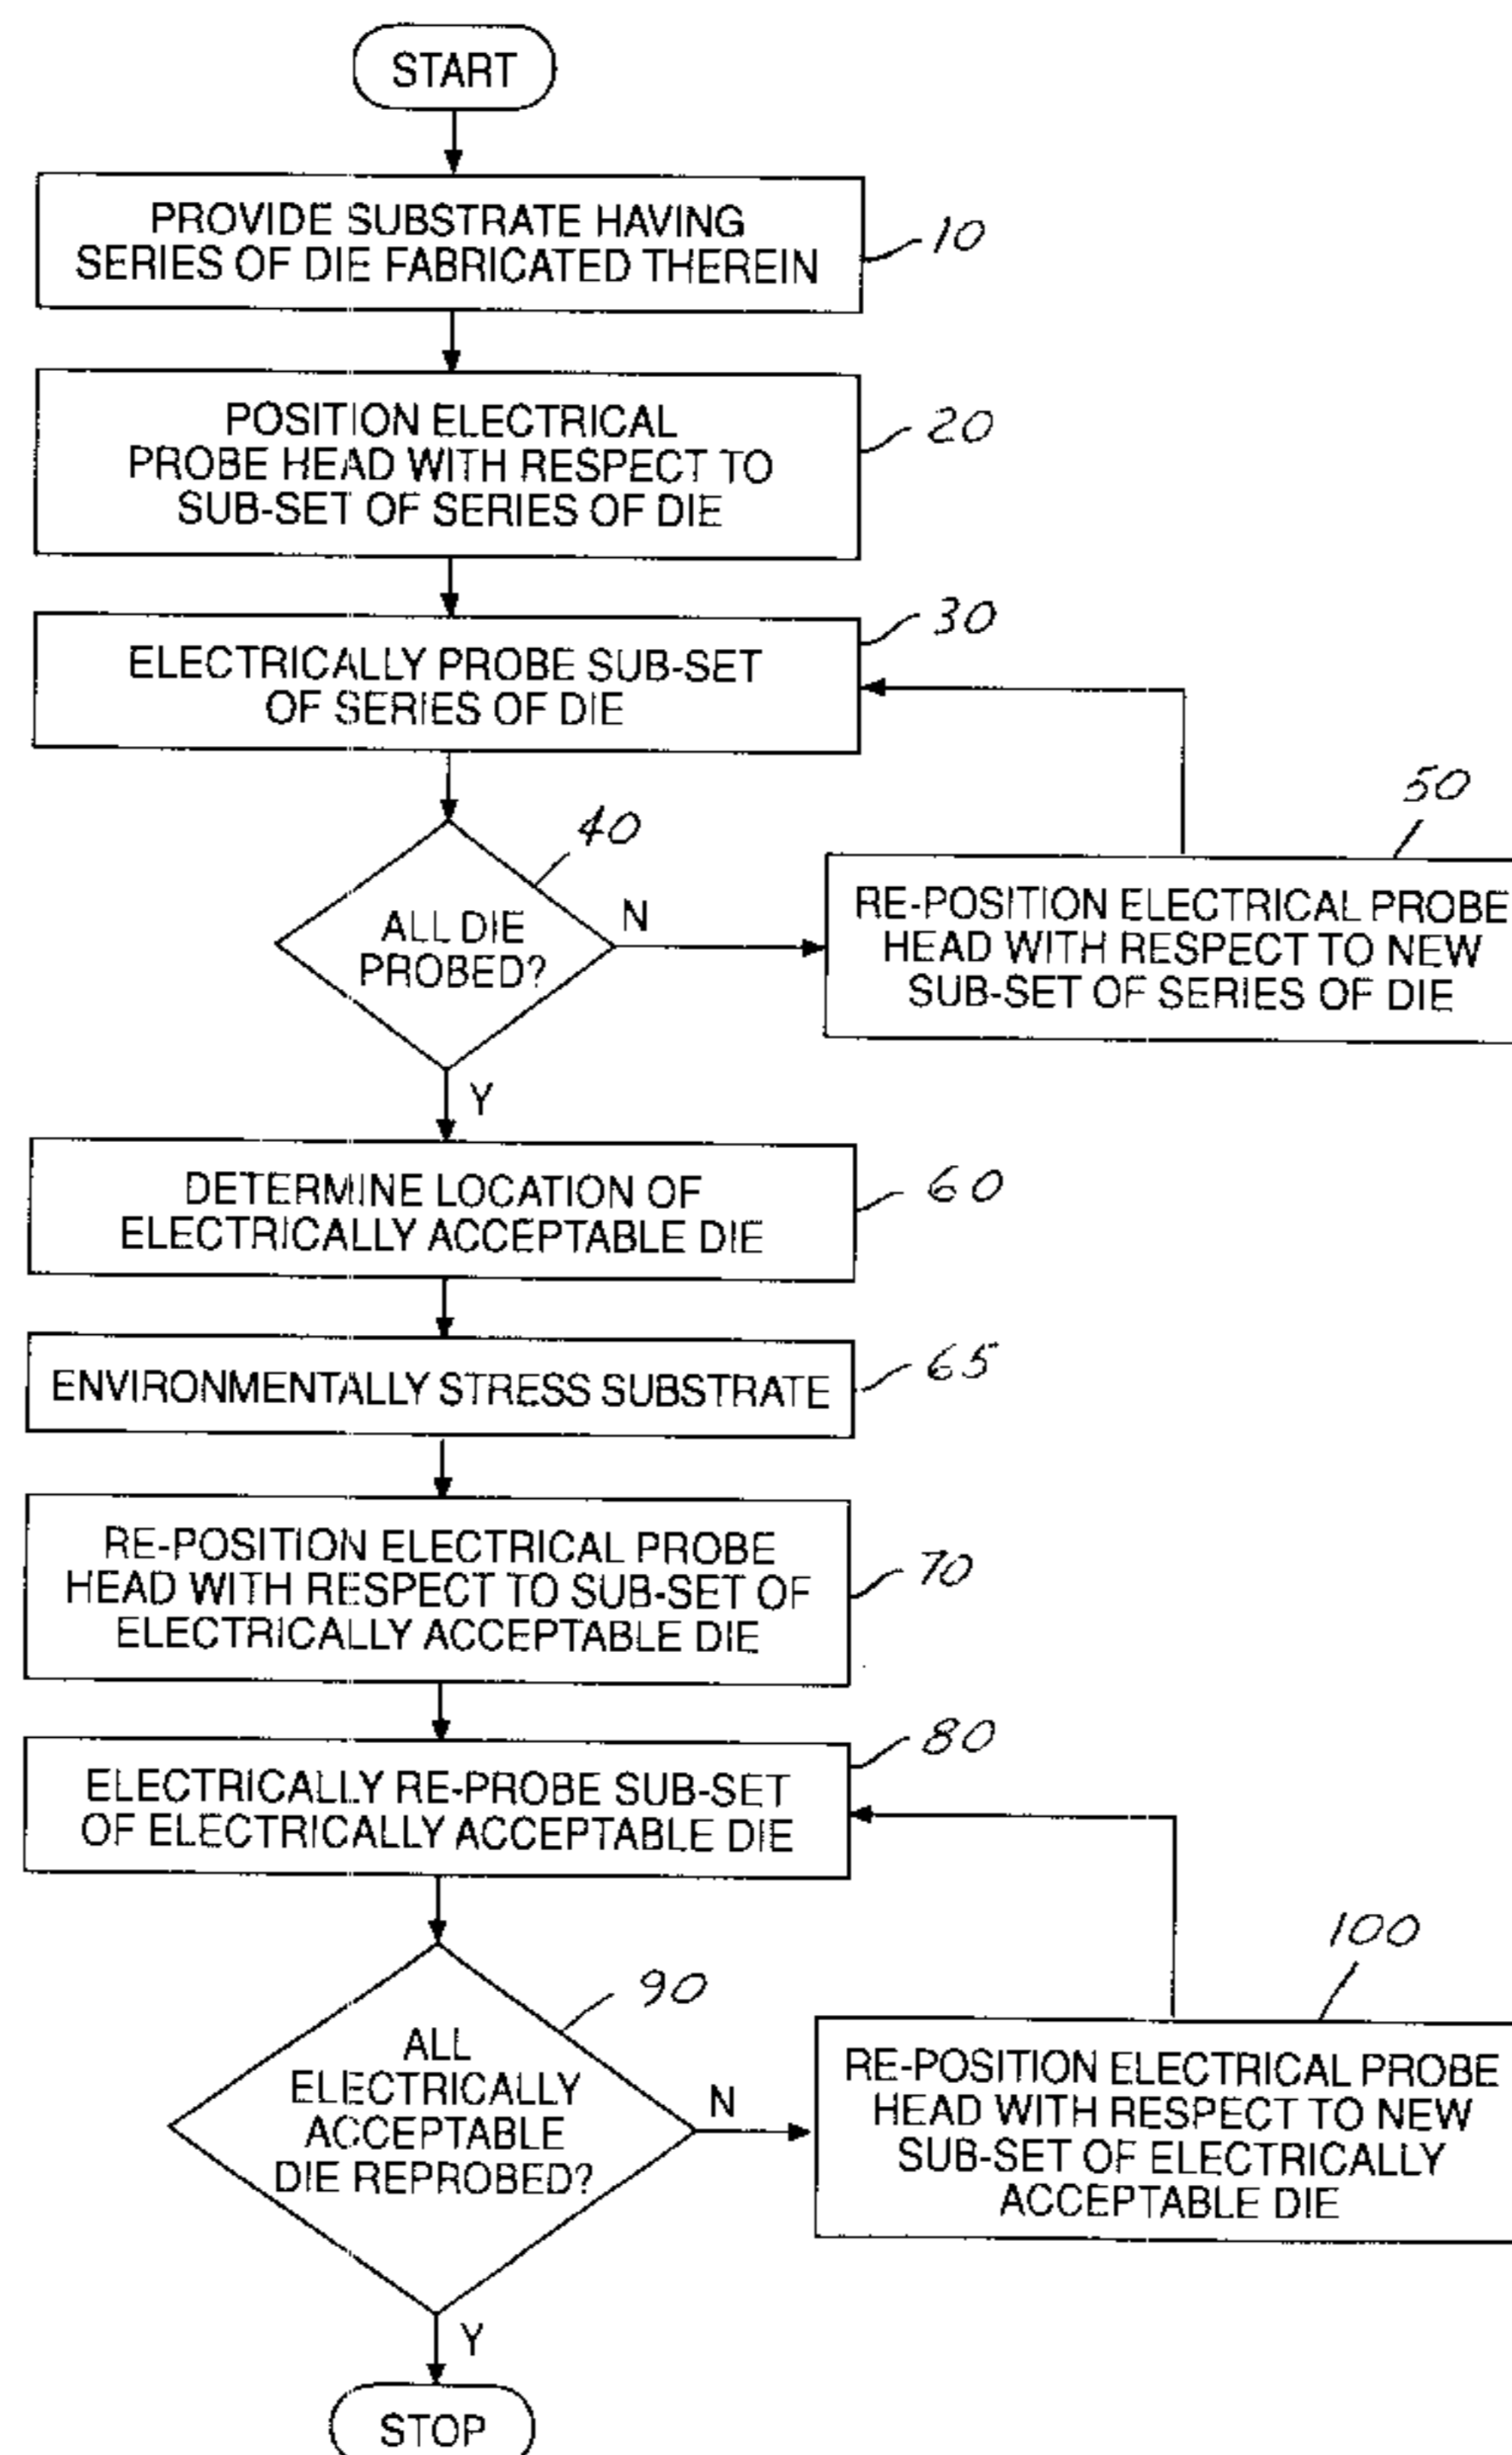 START
PROVIDE SUBSTRATE HAVING
SERIES OF DIE FABRICATED THEREIN
10
POSITION ELECTRICAL
PROBE HEAD WITH RESPECT TO
SUB-SET OF SERIES OF DIE
20
ELECTRICALLY PROBE SUB-SET
OF SERIES OF DIE
30
ALL DIE
PROBED?
40
N
Y
RE-POSITION ELECTRICAL PROBE
HEAD WITH RESPECT TO NEW
SUB-SET OF SERIES OF DIE
50
DETERMINE LOCATION OF
ELECTRICALLY ACCEPTABLE DIE
60
ENVIRONMENTALLY STRESS SUBSTRATE
65
RE-POSITION ELECTRICAL PROBE
HEAD WITH RESPECT TO SUB-SET OF
ELECTRICALLY ACCEPTABLE DIE
70
ELECTRICALLY RE-PROBE SUB-SET
OF ELECTRICALLY ACCEPTABLE DIE
80
ALL
ELECTRICALLY
ACCEPTABLE
DIE REPROBED?
90
N
Y
RE-POSITION ELECTRICAL PROBE
HEAD WITH RESPECT TO NEW
SUB-SET OF ELECTRICALLY
ACCEPTABLE DIE
100
STOP